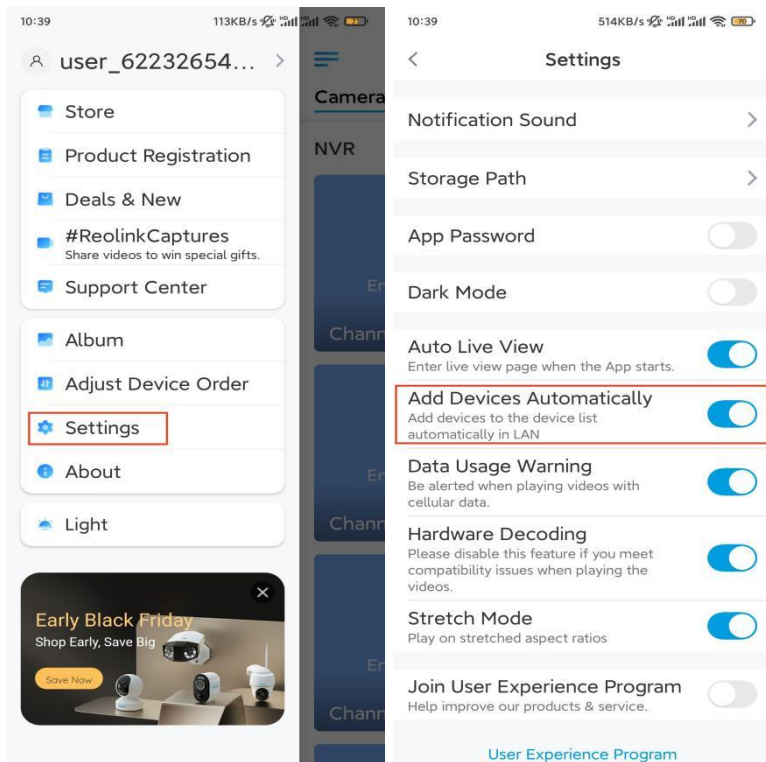 10:39
113KB/s
71
user_62232654...
Store
Product Registration
Deals & New
#ReolinkCaptures
Share videos to win special gifts.
Support Center
Album
Adjust Device Order
Settings
About
Light
Early Black Friday
Shop Early, Save Big
Save Now
Camera
NVR
Er
Chann
Er
Chann
Er
Chann
10:39
514KB/s
70
Settings
Notification Sound
Storage Path
App Password
Dark Mode
Auto Live View
Enter live view page when the App starts.
Add Devices Automatically
Add devices to the device list
automatically in LAN
Data Usage Warning
Be alerted when playing videos with
cellular data.
Hardware Decoding
Please disable this feature if you meet
compatibility issues when playing the
videos.
Stretch Mode
Play on stretched aspect ratios
Join User Experience Program
Help improve our products & service.
User Experience Program